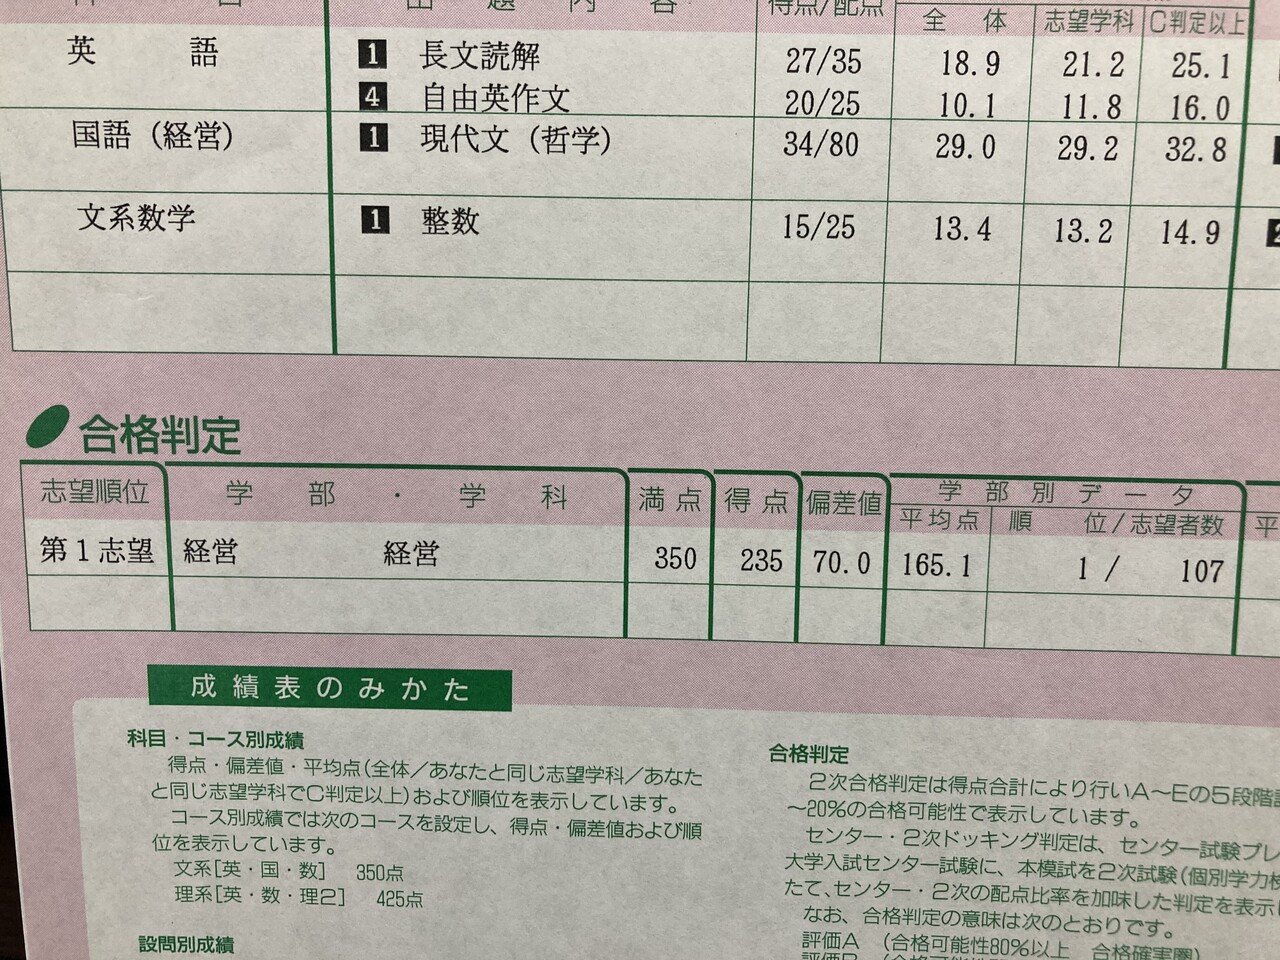 出 題 内 容 得点/配点
全 体 志望学科 C判定以上
英 語 1 長文読解 27/35 18.9 21.2 25.1
4 自由英作文 20/25 10.1 11.8 16.0
国語（経営） 1 現代文（哲学） 34/80 29.0 29.2 32.8
文系数学 1 整数 15/25 13.4 13.2 14.9
合格判定
志望順位 学 部 ・ 学 科 満点 得点 偏差値 学部別データ
平均点 順 位/志望者数 平
第1志望 経営 経営 350 235 70.0 165.1 1 / 107
成績表のみかた
科目・コース別成績
得点・偏差値・平均点(全体／あなたと同じ志望学科／あなた
と同じ志望学科でC判定以上)および順位を表示しています。
コース別成績では次のコースを設定し、得点・偏差値および順
位を表示しています。
文系[英・国・数] 350点
理系[英・数・理2] 425点
設問別成績
合格判定
2次合格判定は得点合計により行いA～Eの5段階
～20%の合格可能性で表示しています。
センター・2次ドッキング判定は、センター試験プレ
大学入試センター試験に、本模試を2次試験(個別学力
たて、センター・2次の配点比率を加味した判定を表示
なお、合格判定の意味は次のとおりです。
評価A (合格可能性80%以上 合格確実圏)